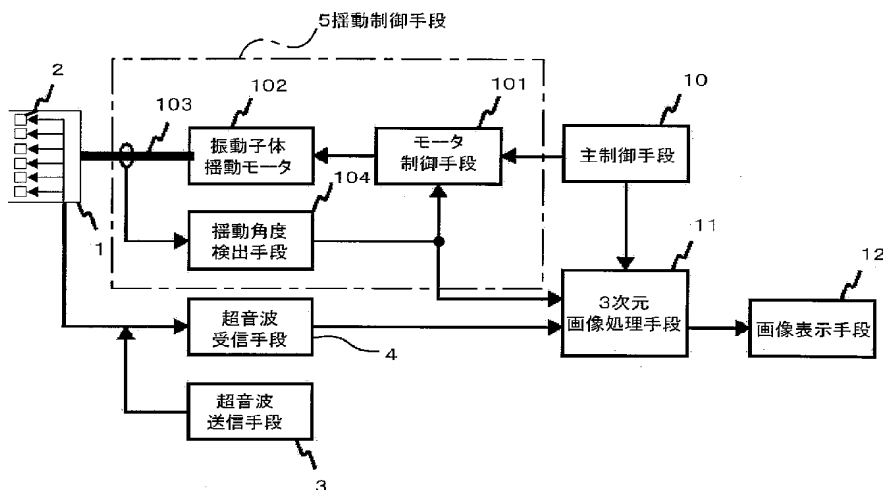 5揺動制御手段
2
102
101
10
103
振動子体
揺動モータ
モータ
制御手段
主制御手段
104
1
揺動角度
検出手段
11
12
超音波
受信手段
3次元
画像処理手段
画像表示手段
4
超音波
送信手段
3